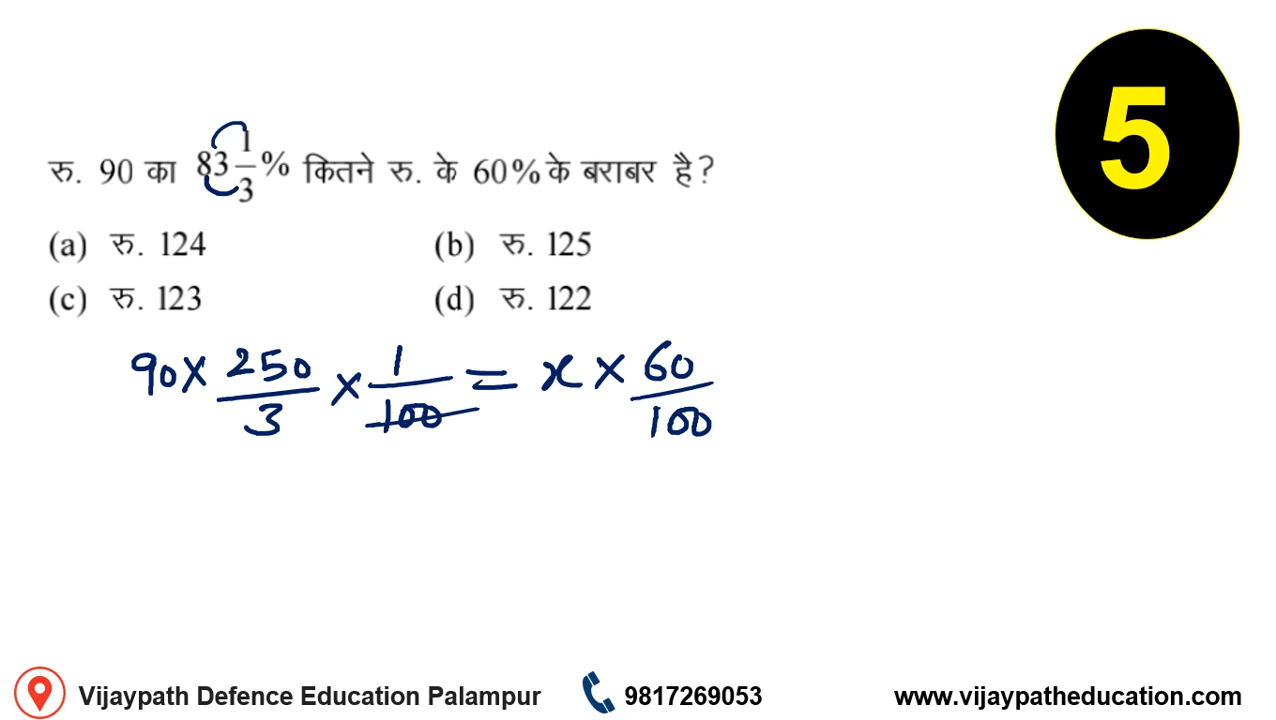 5
रु. 90 का 83 1/3 % कितने रु. के 60% के बराबर है?
(a) रु. 124 (b) रु. 125
(c) रु. 123 (d) रु. 122
90 × 250/3 × 1/100 = x × 60/100
Vijaypath Defence Education Palampur 9817269053 www.vijaypatheducation.com